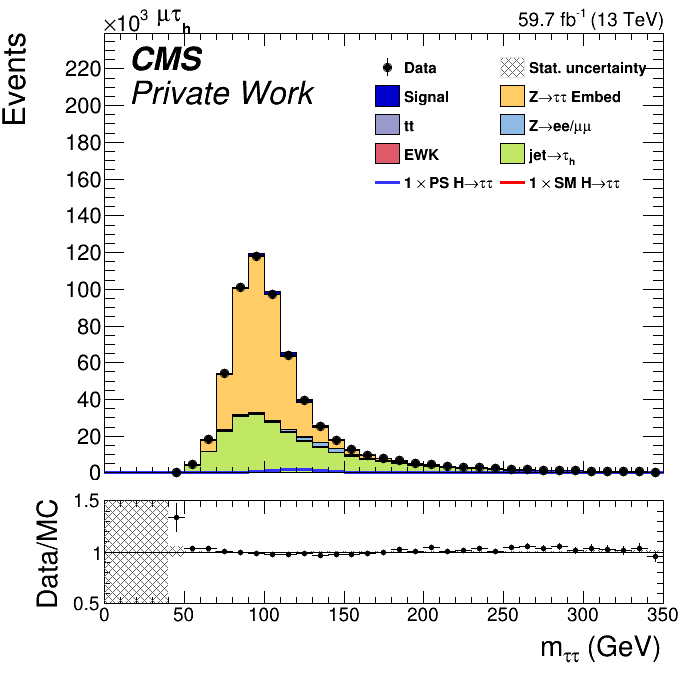 ×10³ μτh
59.7 fb⁻¹ (13 TeV)
CMS
Private Work
Data
Stat. uncertainty
Signal
Z→ττ Embed
tt
Z→ee/μμ
EWK
jet→τh
1 × PS H→ττ
1 × SM H→ττ
Events
220
200
180
160
140
120
100
80
60
40
20
0
Data/MC
1.5
1
0.5
0 50 100 150 200 250 300 350
mττ (GeV)